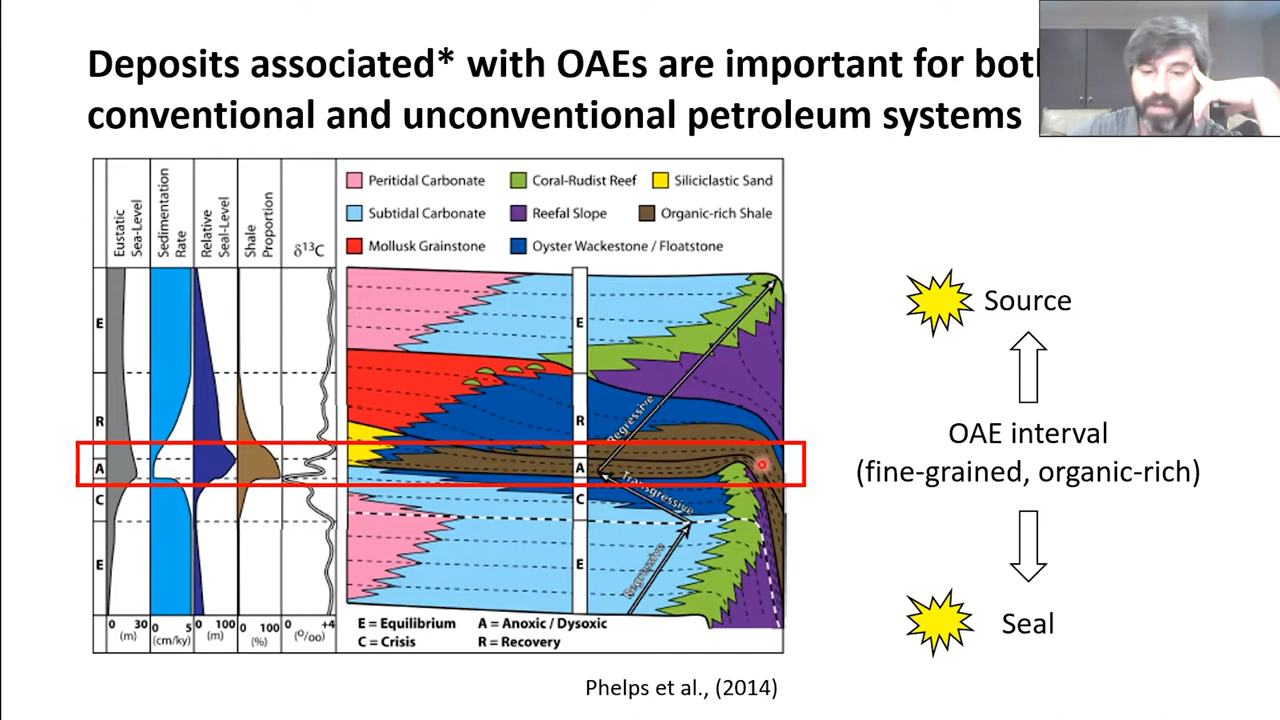 Deposits associated* with OAEs are important for both
conventional and unconventional petroleum systems
Eustatic
Sea-Level
Sedimentation
Rate
Relative
Seal-Level
Shale
Proportion
δ¹³C
Peritidal Carbonate
Coral-Rudist Reef
Siliciclastic Sand
Subtidal Carbonate
Reefal Slope
Organic-rich Shale
Mollusk Grainstone
Oyster Wackestone / Floatstone
E
R
A
C
E
E
R
A
C
E
Regressive
Transgressive
Regressive
0 30
(m)
0 5
(cm/ky)
0 100
(m)
0 100
(%)
0 +4
(⁰/oo)
E = Equilibrium A = Anoxic / Dysoxic
C = Crisis R = Recovery
Phelps et al., (2014)
Source
OAE interval
(fine-grained, organic-rich)
Seal